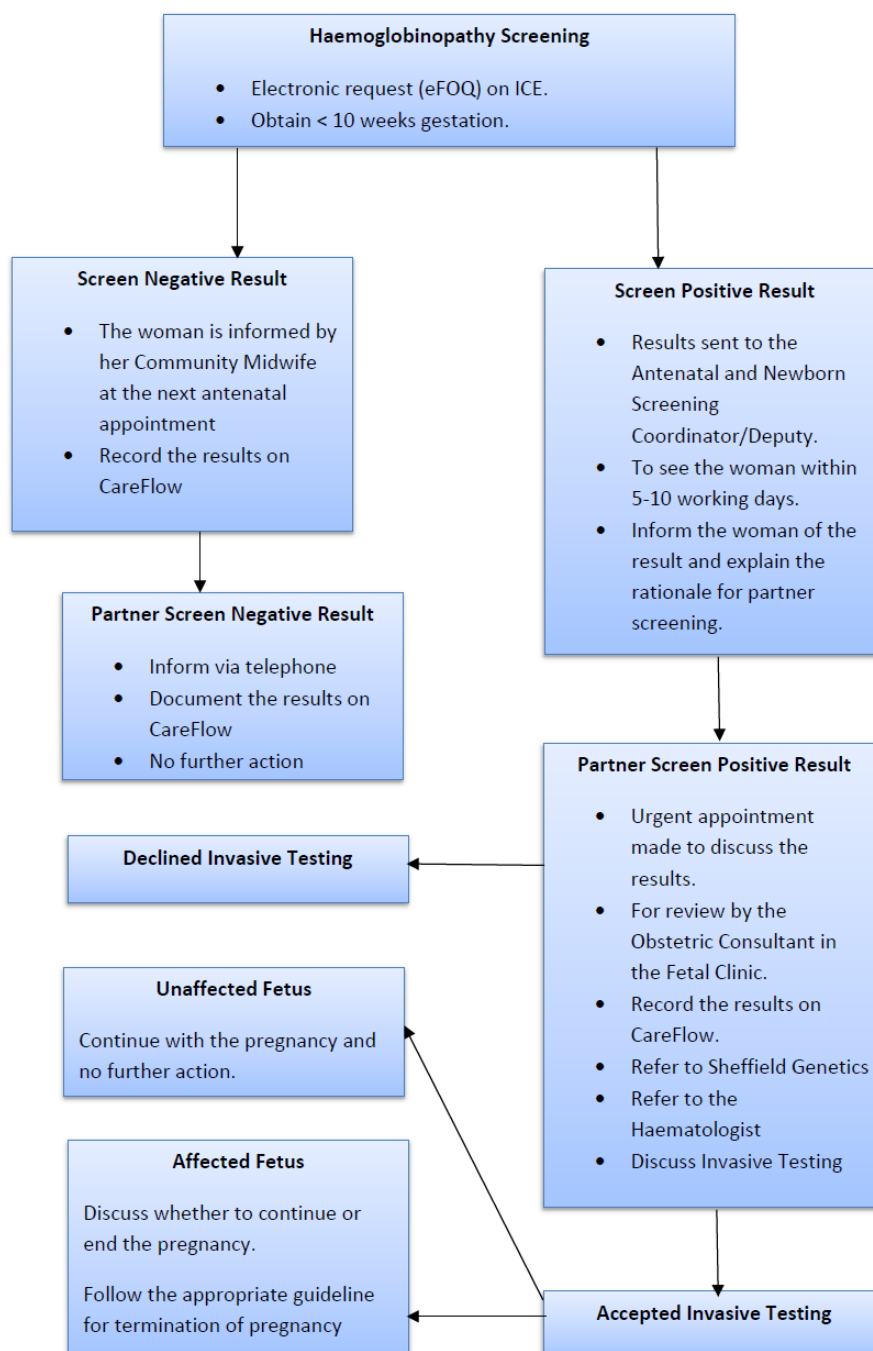 Haemoglobinopathy Screening
• Electronic request (eFOQ) on ICE.
• Obtain < 10 weeks gestation.
Screen Negative Result
• The woman is informed by
her Community Midwife
at the next antenatal
appointment
• Record the results on
CareFlow
Screen Positive Result
• Results sent to the
Antenatal and Newborn
Screening
Coordinator/Deputy.
• To see the woman within
5-10 working days.
• Inform the woman of the
result and explain the
rationale for partner
screening.
Partner Screen Negative Result
• Inform via telephone
• Document the results on
CareFlow
• No further action
Partner Screen Positive Result
• Urgent appointment
made to discuss the
results.
• For review by the
Obstetric Consultant in
the Fetal Clinic.
• Record the results on
CareFlow.
• Refer to Sheffield Genetics
• Refer to the
Haematologist
• Discuss Invasive Testing
Declined Invasive Testing
Unaffected Fetus
Continue with the pregnancy and
no further action.
Affected Fetus
Discuss whether to continue or
end the pregnancy.
Follow the appropriate guideline
for termination of pregnancy
Accepted Invasive Testing